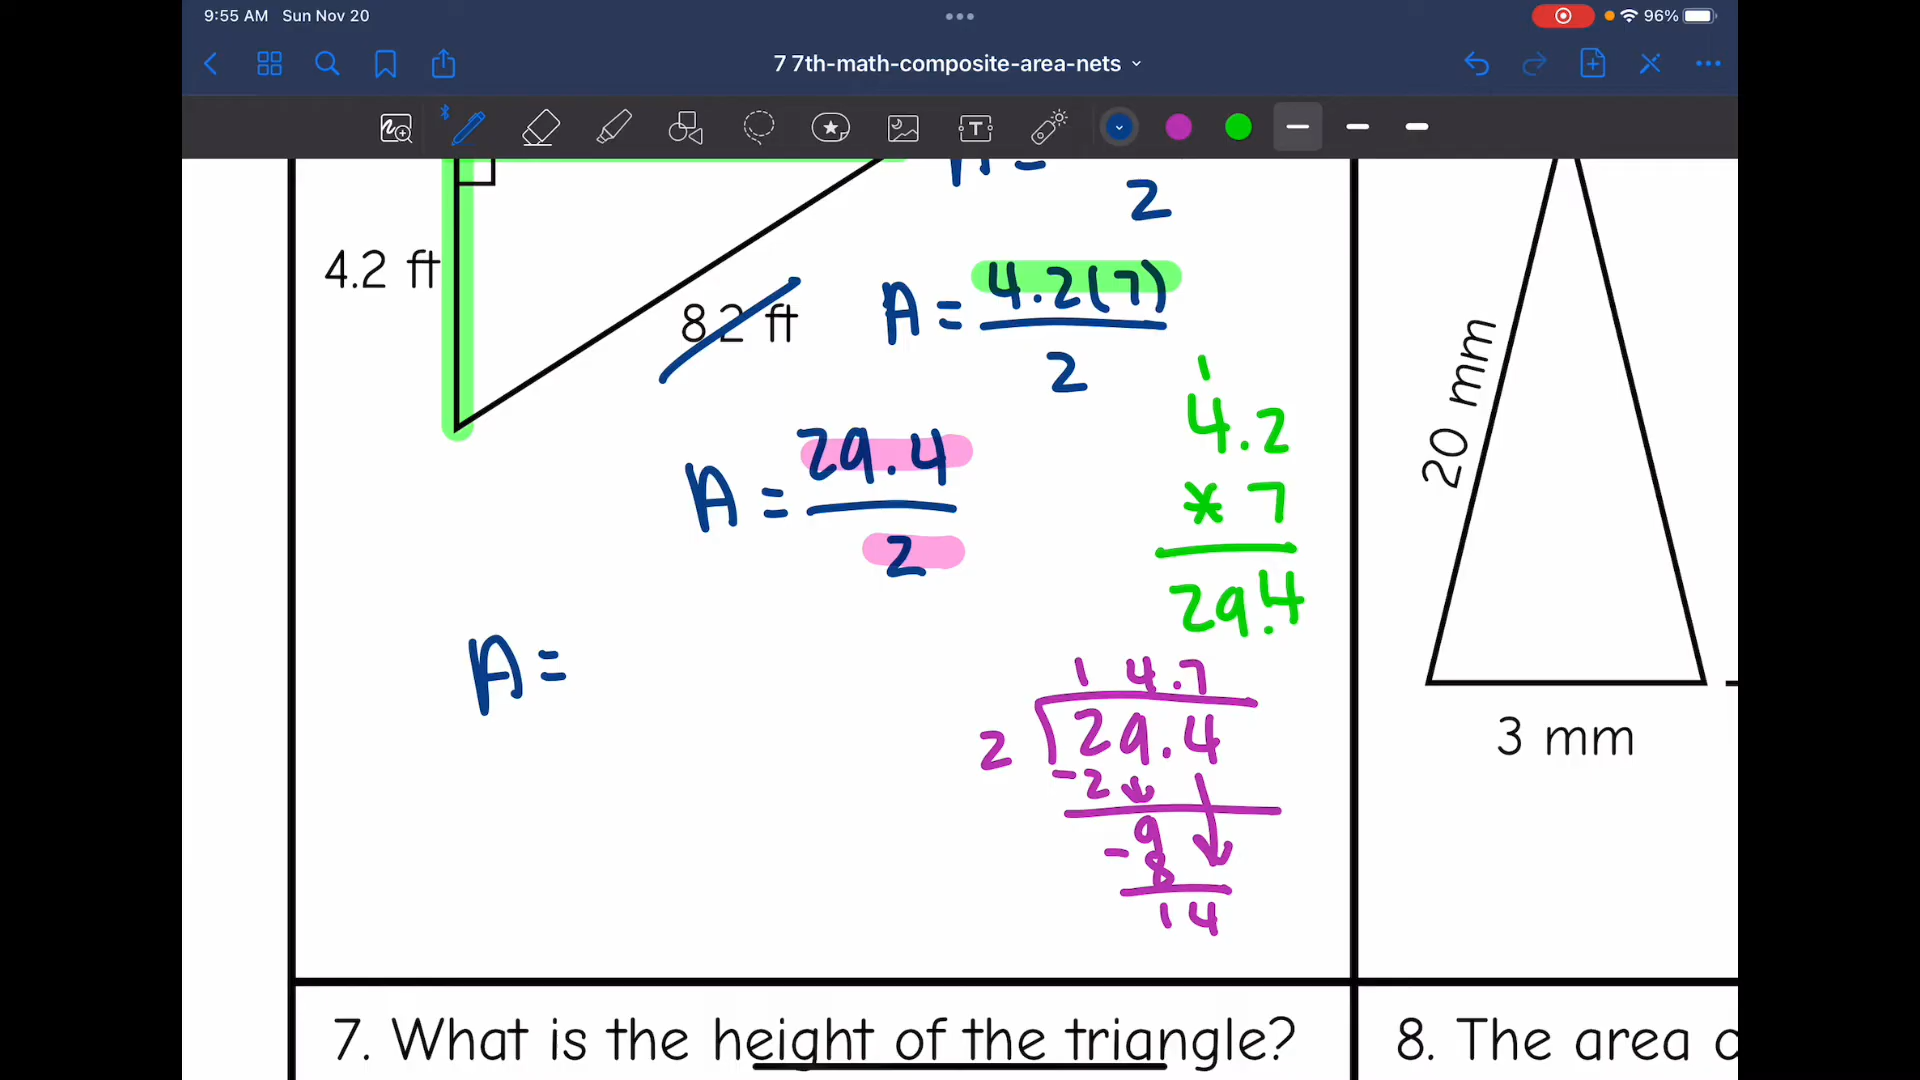 9:55 AM Sun Nov 20
96%
7 7th-math-composite-area-nets
T
A =
2
4.2 ft
8.2 ft
A = 4.2(7)
2
1
4.2
* 7
29.4
A = 29.4
2
A =
1 4.7
2 29.4
-2
9
-8
14
20 mm
3 mm
7. What is the height of the triangle?
8. The area